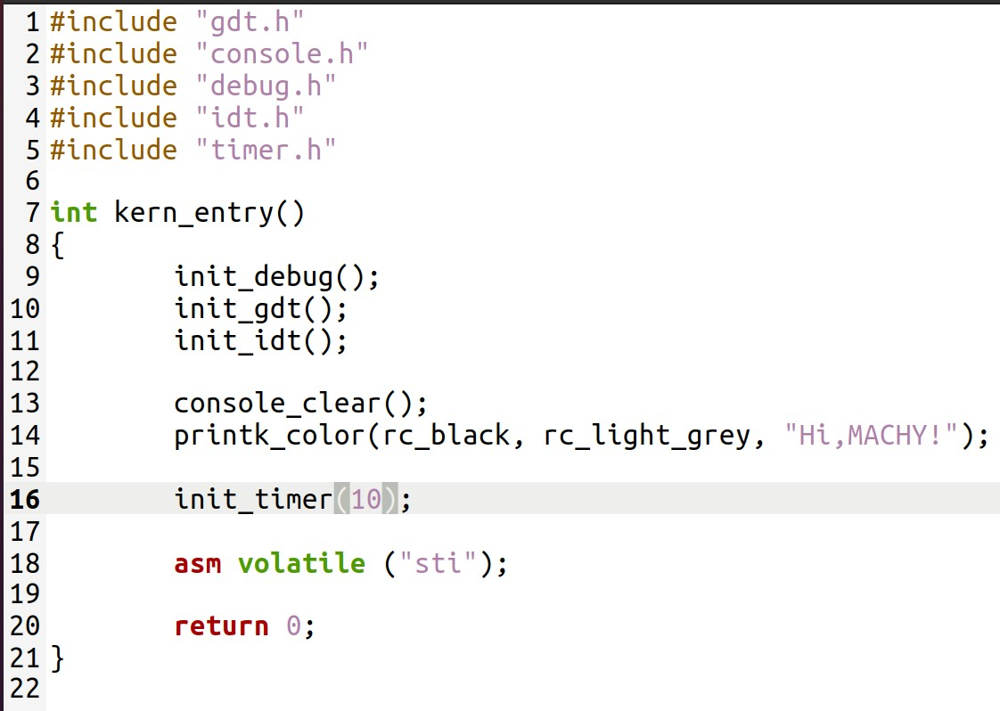 1 #include "gdt.h"
2 #include "console.h"
3 #include "debug.h"
4 #include "idt.h"
5 #include "timer.h"
6
7 int kern_entry()
8 {
9         init_debug();
10         init_gdt();
11         init_idt();
12
13         console_clear();
14         printk_color(rc_black, rc_light_grey, "Hi,MACHY!");
15
16         init_timer(10);
17
18         asm volatile ("sti");
19
20         return 0;
21 }
22